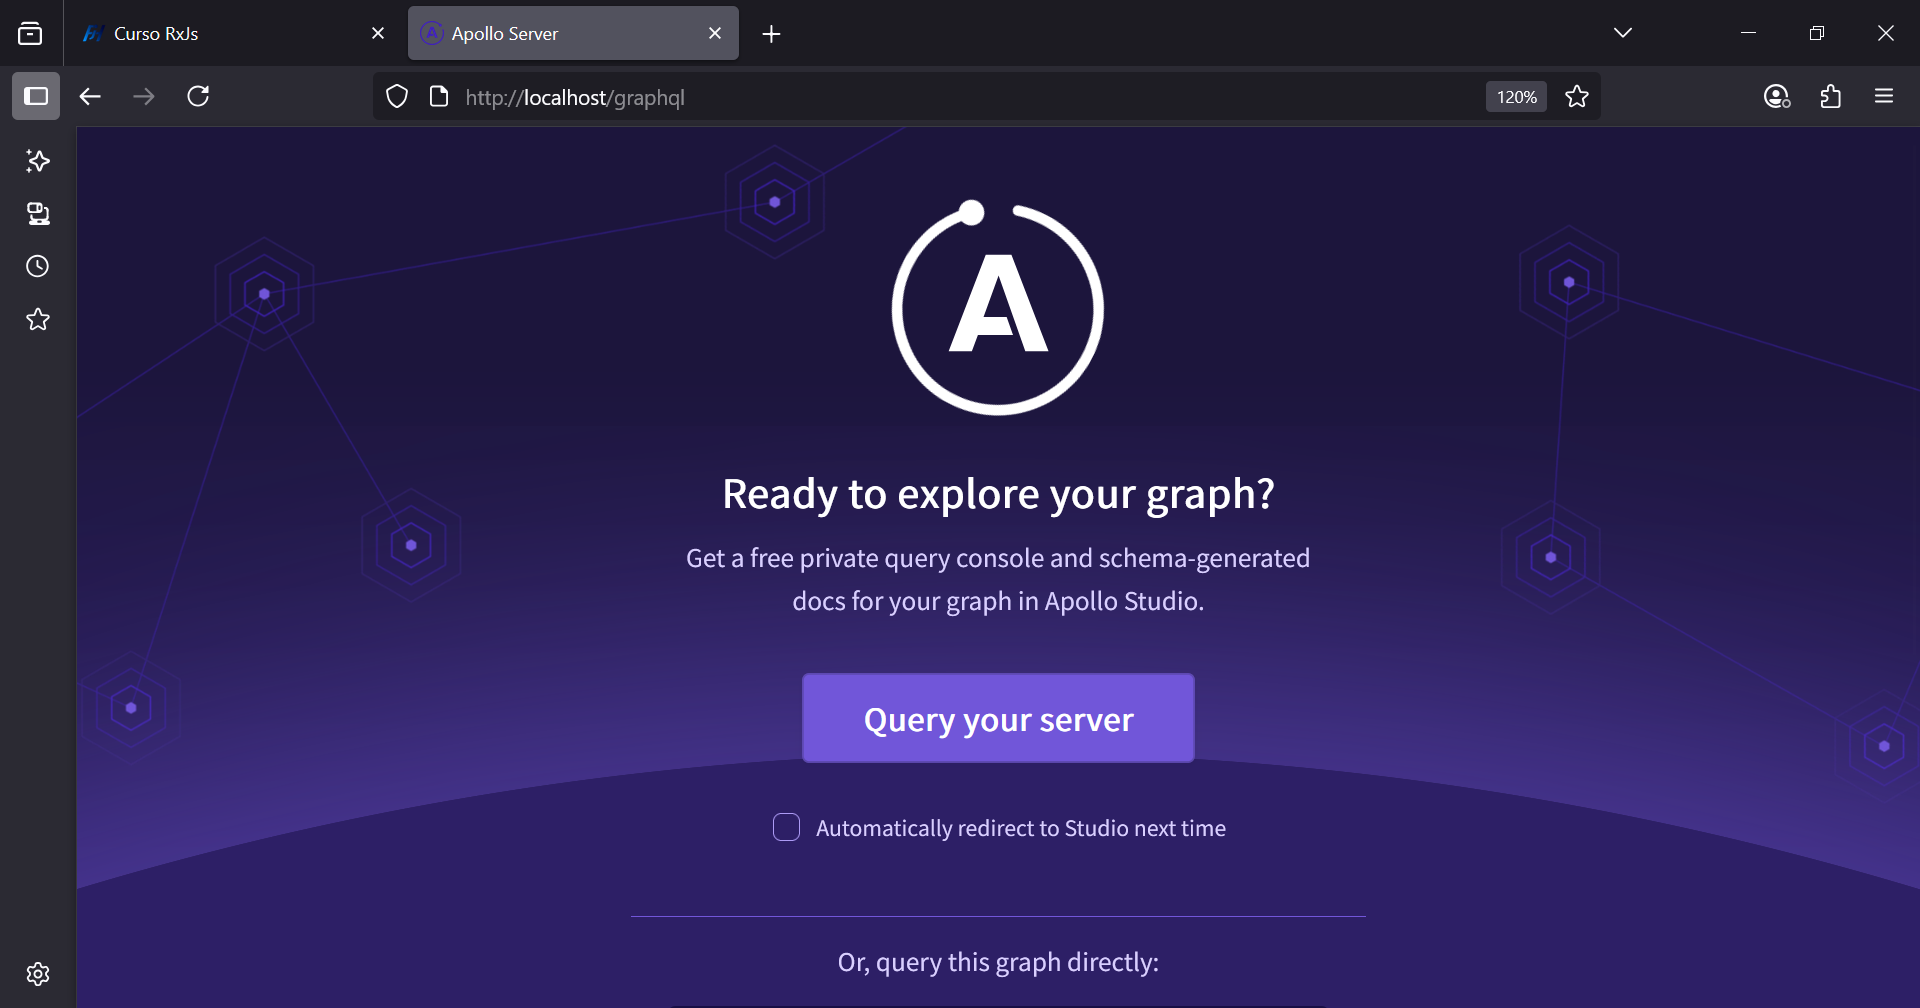 Curso RxJs
Apollo Server
http://localhost/graphql
120%
A
Ready to explore your graph?
Get a free private query console and schema-generated
docs for your graph in Apollo Studio.
Query your server
Automatically redirect to Studio next time
Or, query this graph directly: